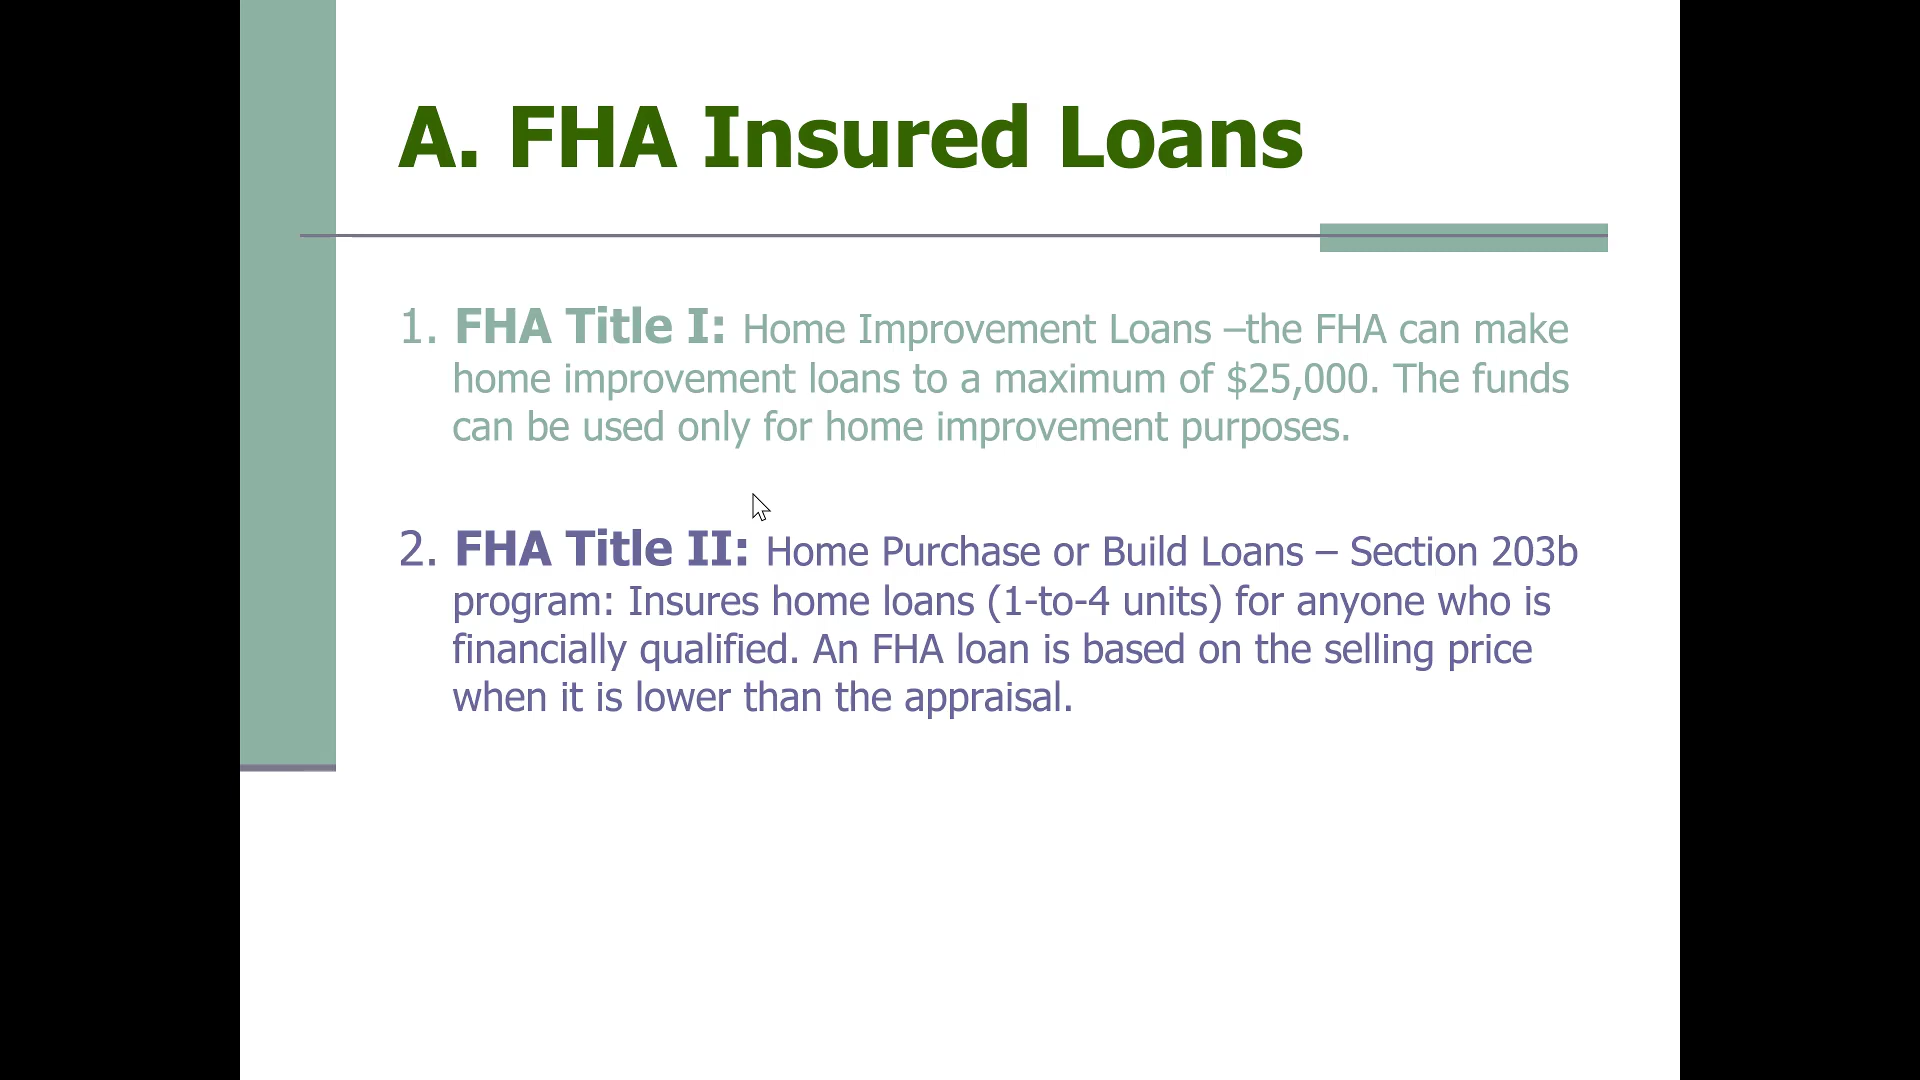 A. FHA Insured Loans
1. FHA Title I: Home Improvement Loans –the FHA can make
home improvement loans to a maximum of $25,000. The funds
can be used only for home improvement purposes.
2. FHA Title II: Home Purchase or Build Loans – Section 203b
program: Insures home loans (1-to-4 units) for anyone who is
financially qualified. An FHA loan is based on the selling price
when it is lower than the appraisal.